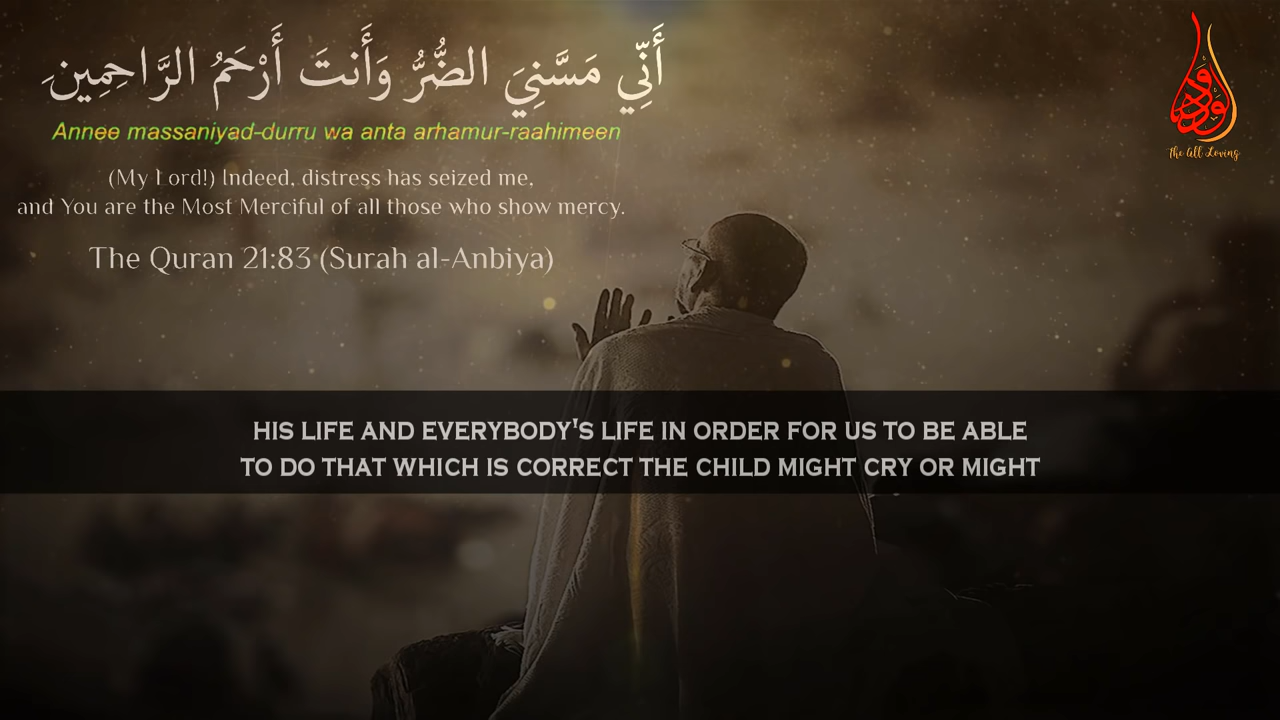 أَنِّي مَسَّنِيَ الضُّرُّ وَأَنتَ أَرْحَمُ الرَّاحِمِينَ
Annee massaniyad-durru wa anta arhamur-raahimeen
(My Lord!) Indeed, distress has seized me,
and You are the Most Merciful of all those who show mercy.
The Quran 21:83 (Surah al-Anbiya)
الودود
The All Loving
HIS LIFE AND EVERYBODY'S LIFE IN ORDER FOR US TO BE ABLE
TO DO THAT WHICH IS CORRECT THE CHILD MIGHT CRY OR MIGHT